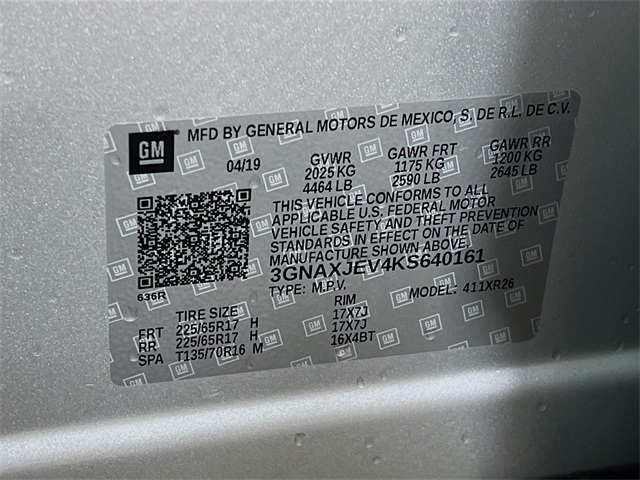 GM
MFD BY GENERAL MOTORS DE MEXICO, S. DE R.L. DE C.V.
04/19 GVWR GAWR FRT GAWR RR
2025 KG 1175 KG 1200 KG
4464 LB 2590 LB 2645 LB
THIS VEHICLE CONFORMS TO ALL
APPLICABLE U.S. FEDERAL MOTOR
VEHICLE SAFETY AND THEFT PREVENTION
STANDARDS IN EFFECT ON THE DATE OF
MANUFACTURE SHOWN ABOVE.
3GNAXJEV4KS640161
636R
TYPE: M.P.V. MODEL: 411XR26
TIRE SIZE RIM
FRT 225/65R17 H 17X7J
RR 225/65R17 H 17X7J
SPA T135/70R16 M 16X4BT